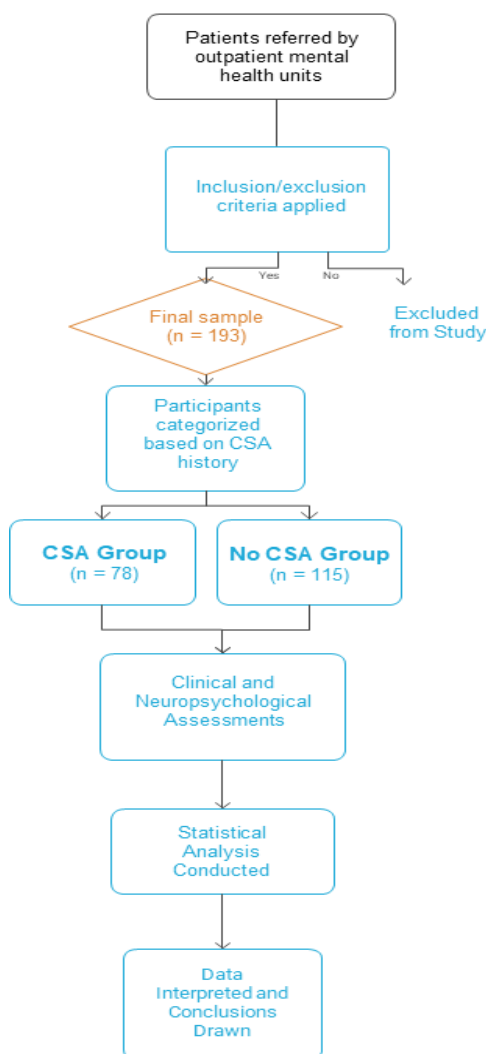 Patients referred by
outpatient mental
health units
Inclusion/exclusion
criteria applied
Yes
No
Final sample
(n = 193)
Excluded
from Study
Participants
categorized
based on CSA
history
CSA Group
(n = 78)
No CSA Group
(n = 115)
Clinical and
Neuropsychological
Assessments
Statistical
Analysis
Conducted
Data
Interpreted and
Conclusions
Drawn